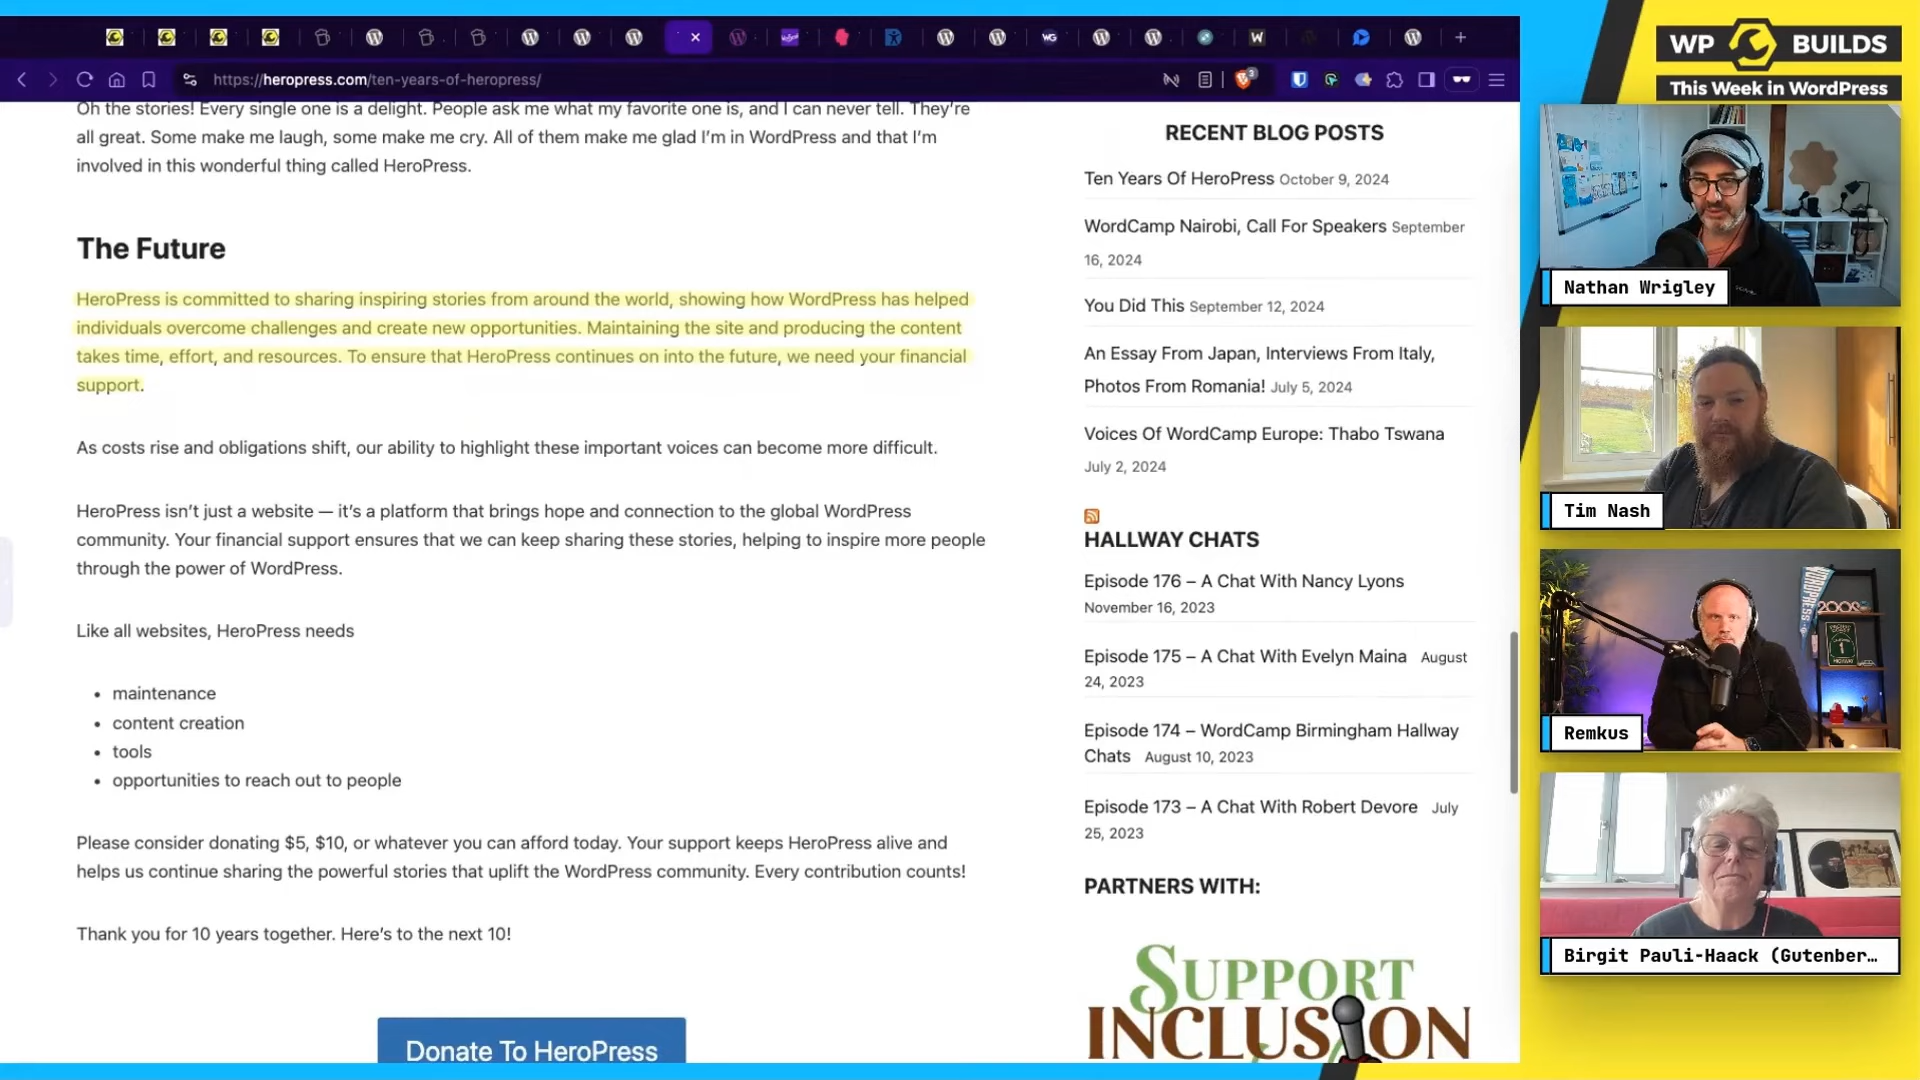 https://heropress.com/ten-years-of-heropress/
Oh the stories! Every single one is a delight. People ask me what my favorite one is, and I can never tell. They’re
all great. Some make me laugh, some make me cry. All of them make me glad I’m in WordPress and that I’m
involved in this wonderful thing called HeroPress.
The Future
HeroPress is committed to sharing inspiring stories from around the world, showing how WordPress has helped
individuals overcome challenges and create new opportunities. Maintaining the site and producing the content
takes time, effort, and resources. To ensure that HeroPress continues on into the future, we need your financial
support.
As costs rise and obligations shift, our ability to highlight these important voices can become more difficult.
HeroPress isn’t just a website — it’s a platform that brings hope and connection to the global WordPress
community. Your financial support ensures that we can keep sharing these stories, helping to inspire more people
through the power of WordPress.
Like all websites, HeroPress needs
• maintenance
• content creation
• tools
• opportunities to reach out to people
Please consider donating $5, $10, or whatever you can afford today. Your support keeps HeroPress alive and
helps us continue sharing the powerful stories that uplift the WordPress community. Every contribution counts!
Thank you for 10 years together. Here’s to the next 10!
Donate To HeroPress
RECENT BLOG POSTS
Ten Years Of HeroPress October 9, 2024
WordCamp Nairobi, Call For Speakers September
16, 2024
You Did This September 12, 2024
An Essay From Japan, Interviews From Italy,
Photos From Romania! July 5, 2024
Voices Of WordCamp Europe: Thabo Tswana
July 2, 2024
HALLWAY CHATS
Episode 176 – A Chat With Nancy Lyons
November 16, 2023
Episode 175 – A Chat With Evelyn Maina August
24, 2023
Episode 174 – WordCamp Birmingham Hallway
Chats August 10, 2023
Episode 173 – A Chat With Robert Devore July
25, 2023
PARTNERS WITH:
SUPPORT
INCLUSION
WP BUILDS
This Week in WordPress
Nathan Wrigley
Tim Nash
Remkus
Birgit Pauli-Haack (Gutenber…